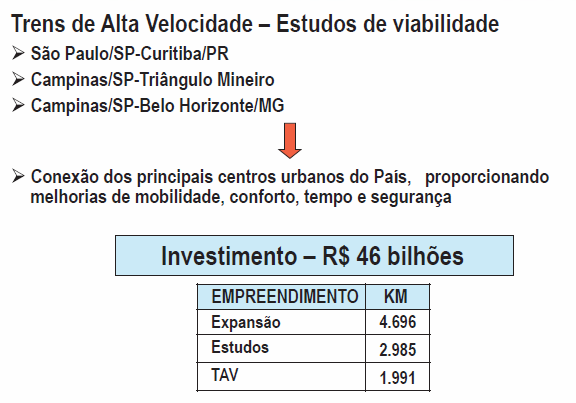 Trens de Alta Velocidade – Estudos de viabilidade
➢ São Paulo/SP-Curitiba/PR
➢ Campinas/SP-Triângulo Mineiro
➢ Campinas/SP-Belo Horizonte/MG
➢ Conexão dos principais centros urbanos do País, proporcionando
melhorias de mobilidade, conforto, tempo e segurança
Investimento – R$ 46 bilhões
EMPREENDIMENTO KM
Expansão 4.696
Estudos 2.985
TAV 1.991